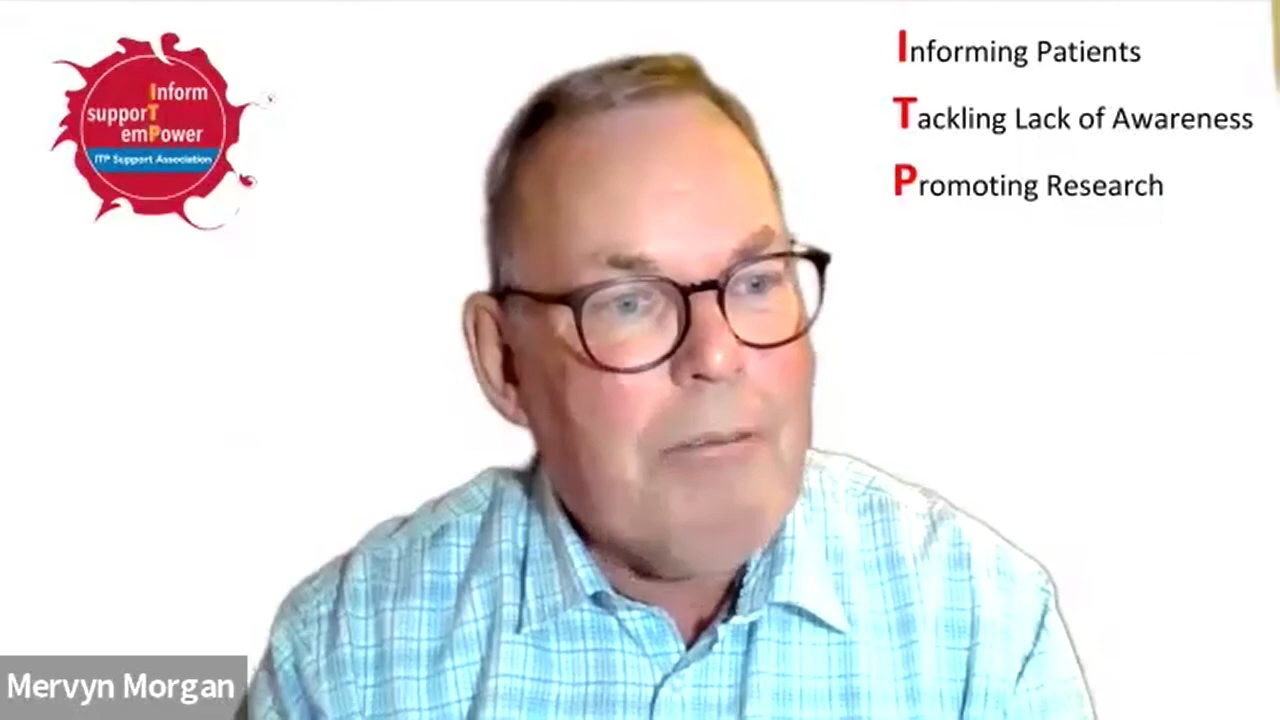 Inform
supporT
emPower
ITP Support Association
Informing Patients
Tackling Lack of Awareness
Promoting Research
Mervyn Morgan